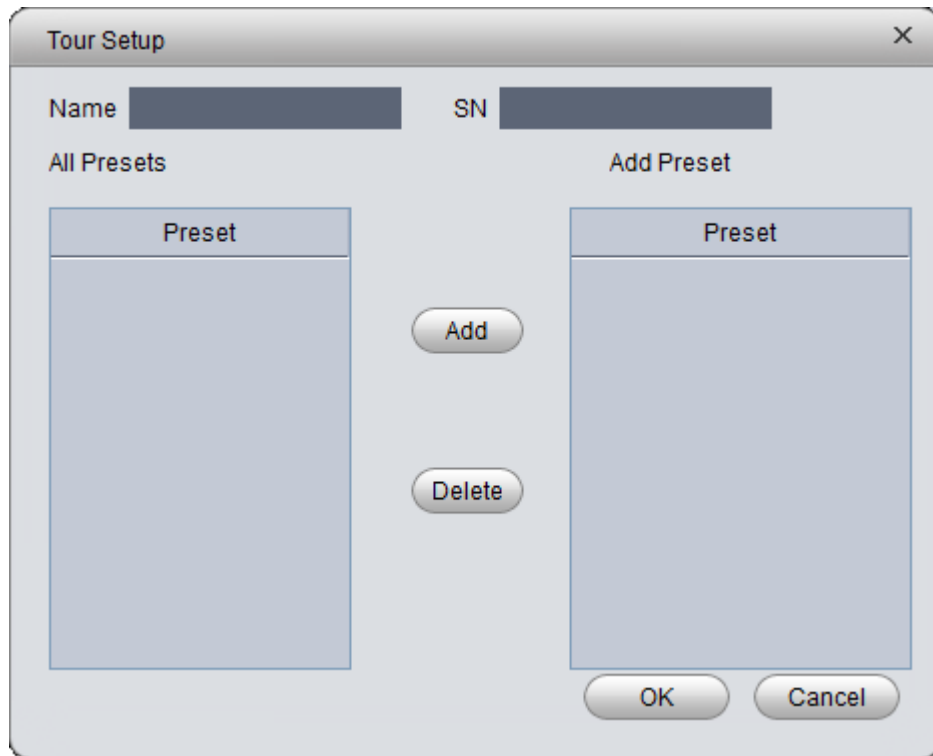 Tour Setup
Name SN
All Presets Add Preset
Preset Preset
Add
Delete
OK Cancel